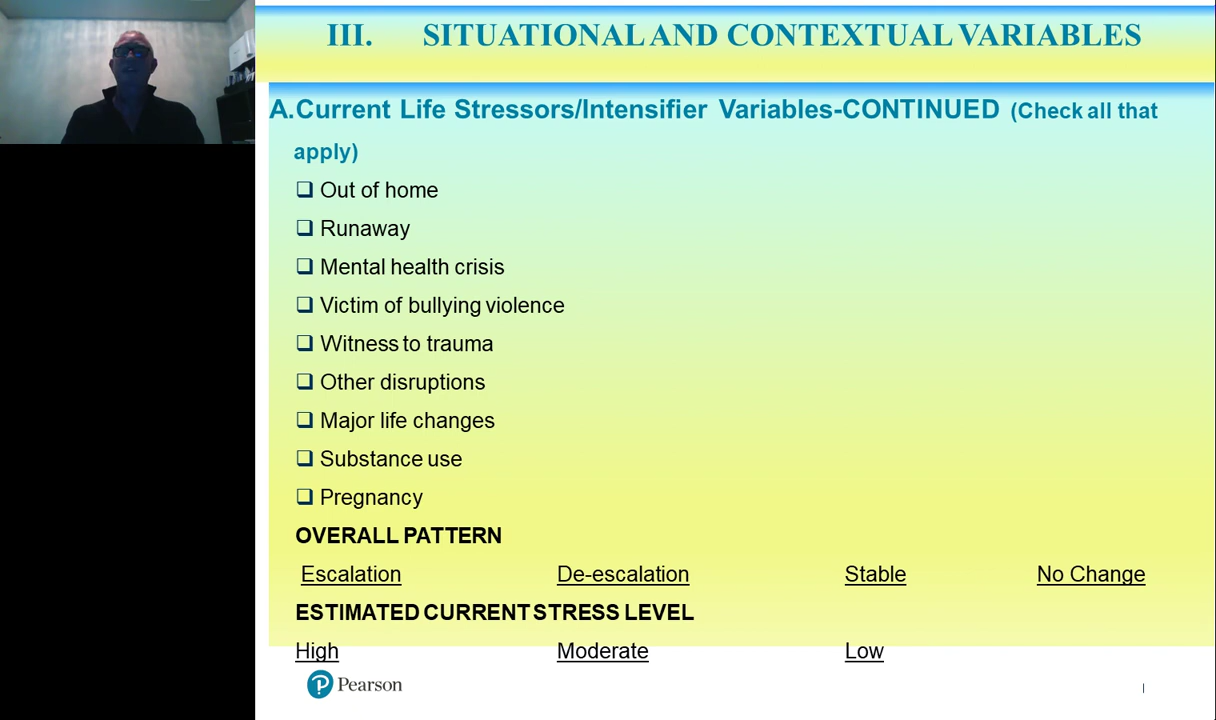 III. SITUATIONAL AND CONTEXTUAL VARIABLES
A.Current Life Stressors/Intensifier Variables-CONTINUED (Check all that
apply)
❑ Out of home
❑ Runaway
❑ Mental health crisis
❑ Victim of bullying violence
❑ Witness to trauma
❑ Other disruptions
❑ Major life changes
❑ Substance use
❑ Pregnancy
OVERALL PATTERN
Escalation De-escalation Stable No Change
ESTIMATED CURRENT STRESS LEVEL
High Moderate Low
Pearson